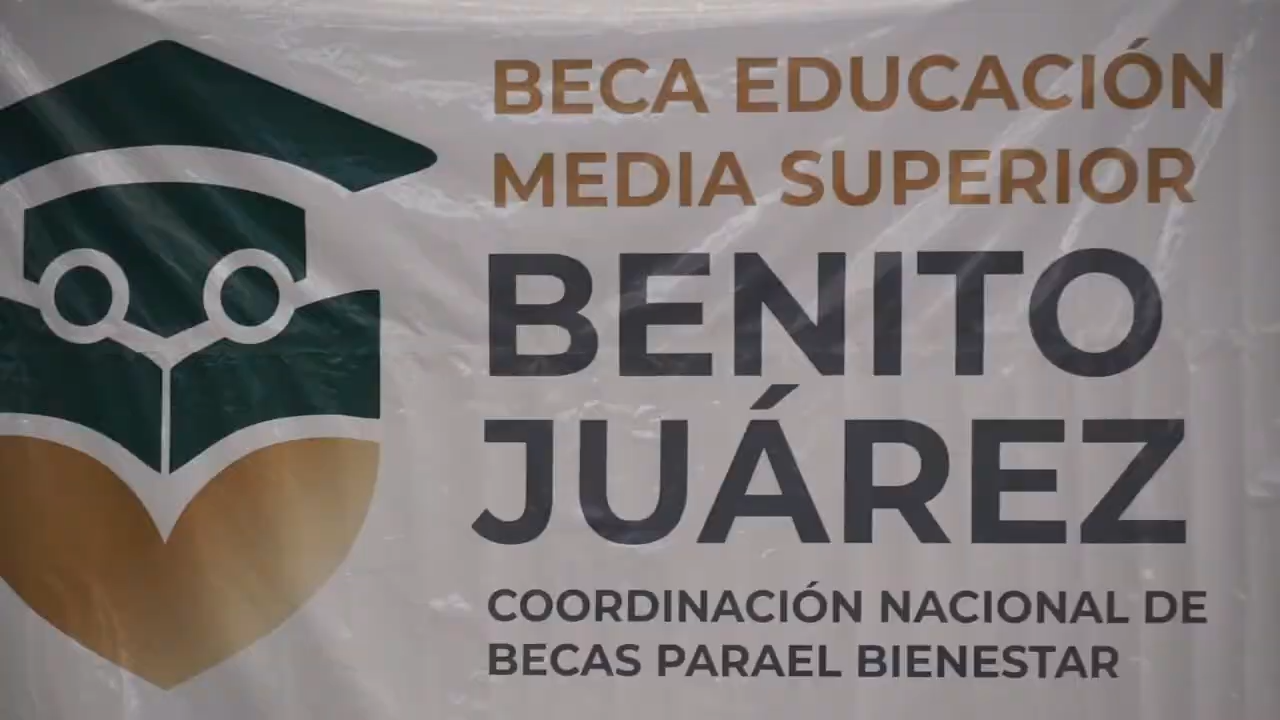 BECA EDUCACIÓN
MEDIA SUPERIOR
BENITO
JUÁREZ
COORDINACIÓN NACIONAL DE
BECAS PARAEL BIENESTAR